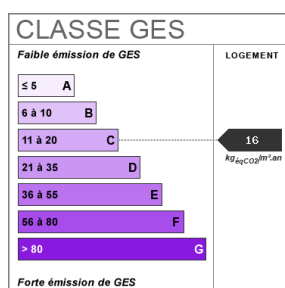 CLASSE GES
Faible émission de GES
LOGEMENT
≤ 5 A
6 à 10 B
11 à 20 C
16
kgéqCO2/m².an
21 à 35 D
36 à 55 E
56 à 80 F
> 80 G
Forte émission de GES